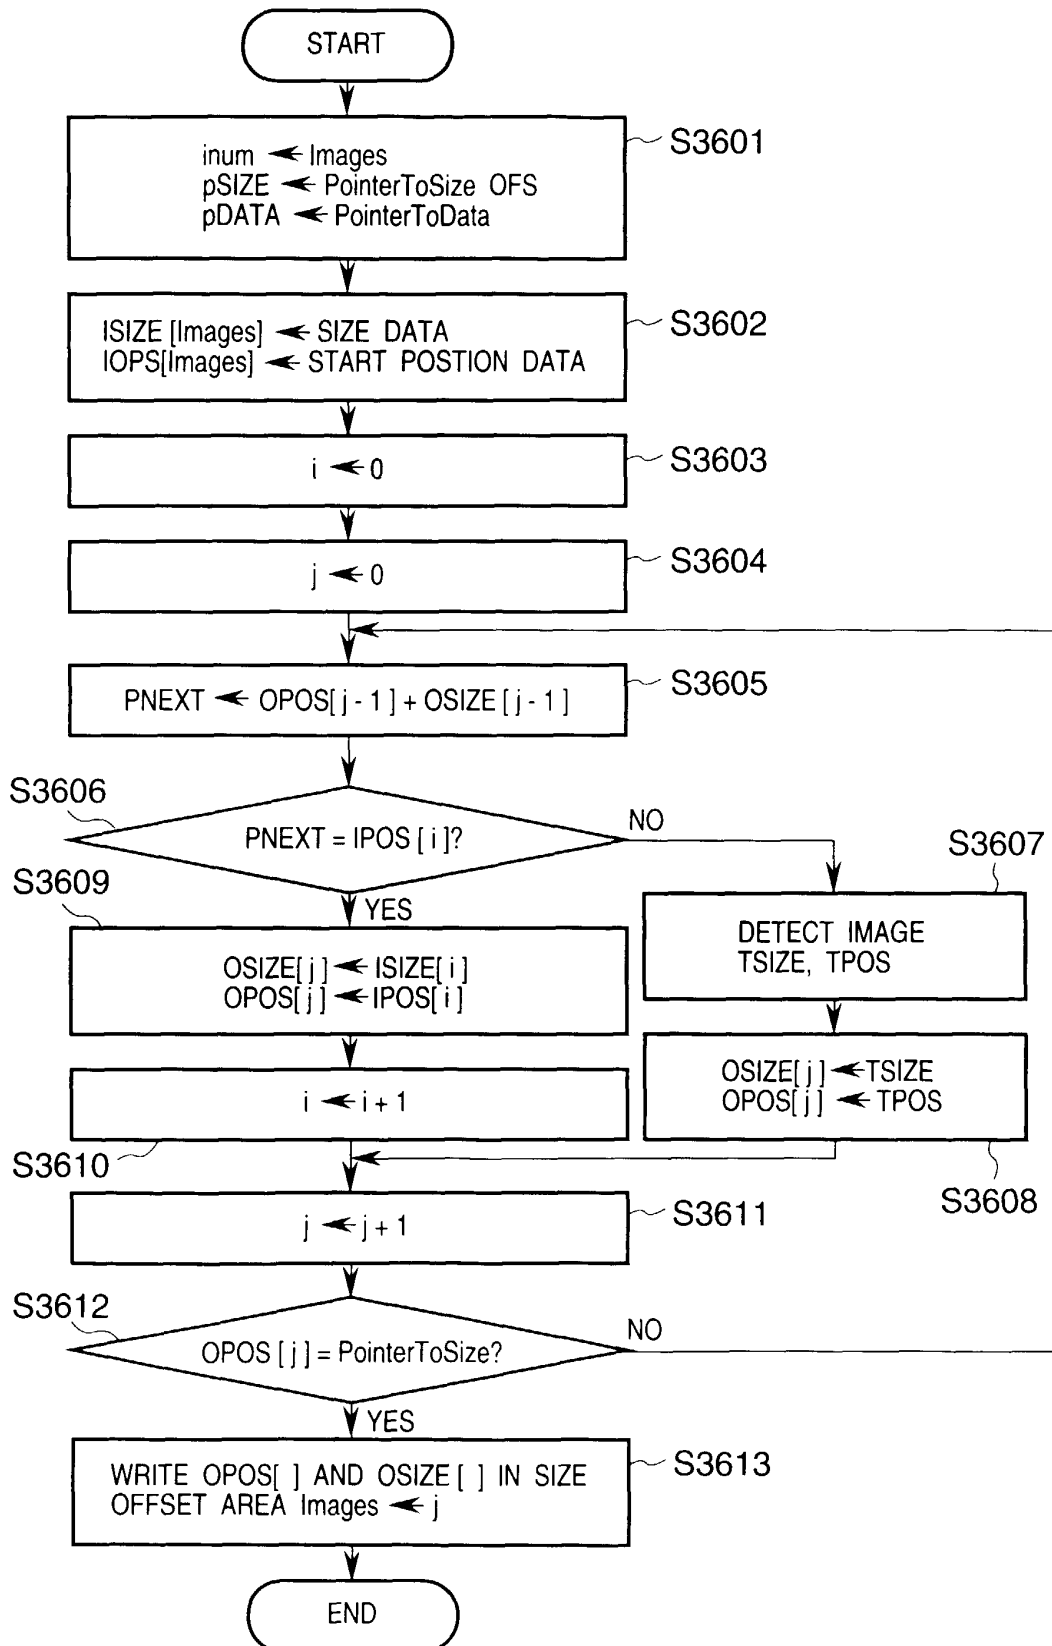 START
inum ← Images
pSIZE ← PointerToSize OFS
pDATA ← PointerToData
S3601
ISIZE [Images] ← SIZE DATA
IOPS[Images] ← START POSTION DATA
S3602
i ← 0
S3603
j ← 0
S3604
PNEXT ← OPOS[ j - 1 ] + OSIZE [ j - 1 ]
S3605
S3606
PNEXT = IPOS [ i ]?
NO
YES
S3607
DETECT IMAGE
TSIZE, TPOS
S3609
OSIZE[ j ] ← ISIZE[ i ]
OPOS[ j ] ← IPOS[ i ]
OSIZE[ j ] ← TSIZE
OPOS[ j ] ← TPOS
S3608
i ← i + 1
S3610
j ← j + 1
S3611
S3612
OPOS [ j ] = PointerToSize?
NO
YES
WRITE OPOS[ ] AND OSIZE [ ] IN SIZE
OFFSET AREA Images ← j
S3613
END